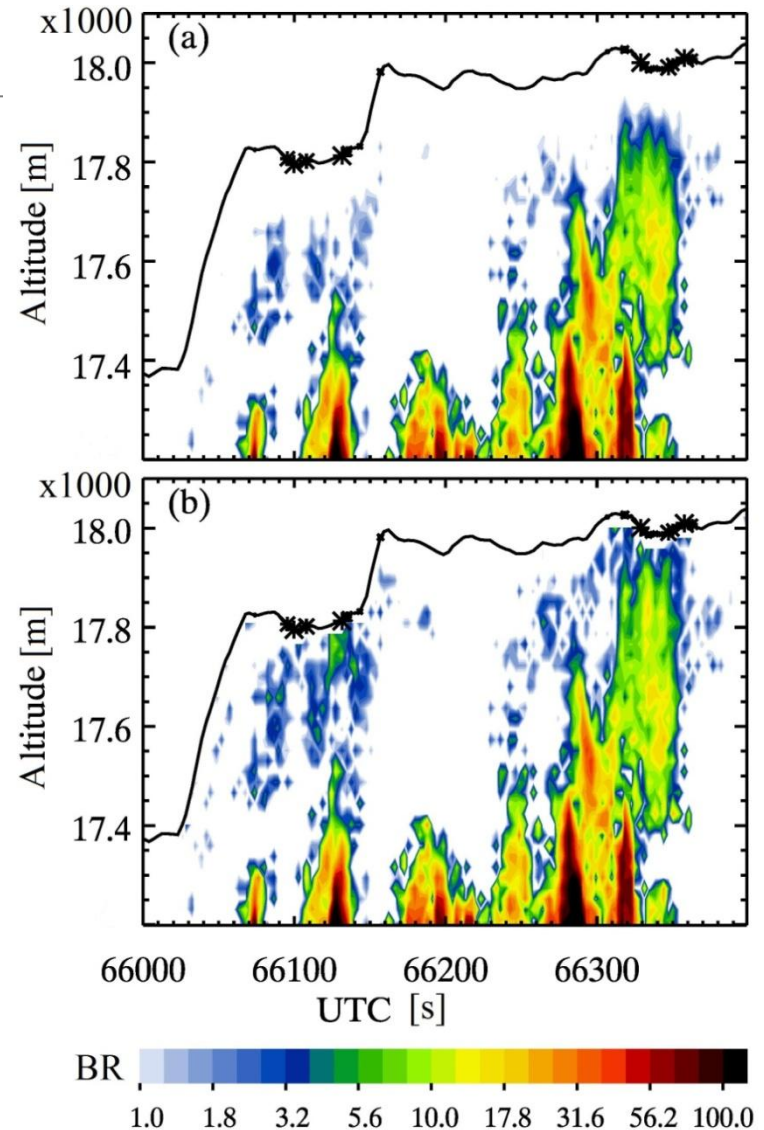 x1000
(a)
18.0
17.8
17.6
17.4
Altitude [m]
x1000
(b)
18.0
17.8
17.6
17.4
Altitude [m]
66000 66100 66200 66300
UTC [s]
BR
1.0 1.8 3.2 5.6 10.0 17.8 31.6 56.2 100.0